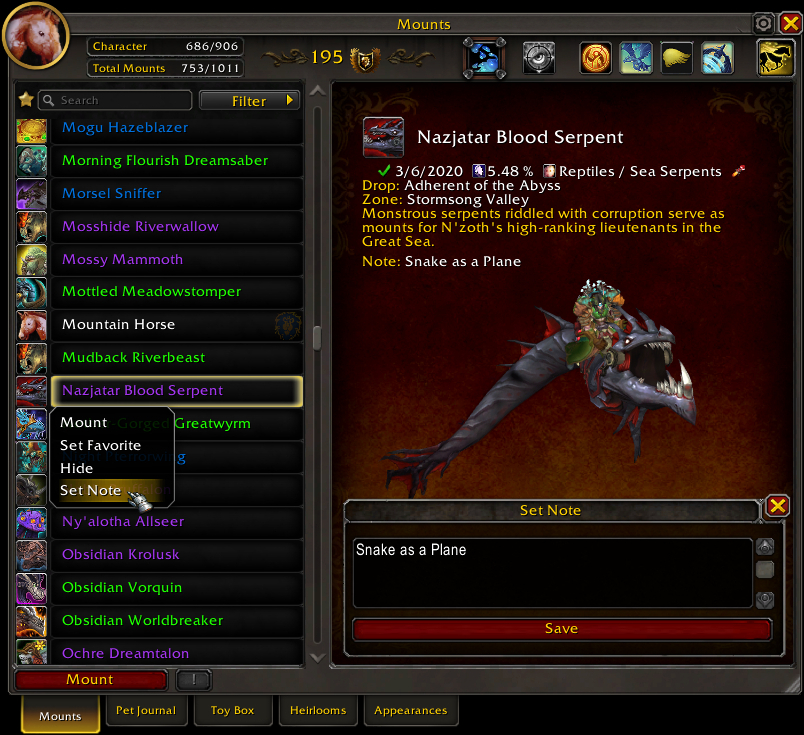 Mounts
Character 686/906
Total Mounts 753/1011
195
Search
Filter
Mogu Hazeblazer
Morning Flourish Dreamsaber
Morsel Sniffer
Mosshide Riverwallow
Mossy Mammoth
Mottled Meadowstomper
Mountain Horse
Mudback Riverbeast
Nazjatar Blood Serpent
Mount
Set Favorite
Hide
Set Note
-Gorged Greatwyrm
Ny'alotha Allseer
Obsidian Krolusk
Obsidian Vorquin
Obsidian Worldbreaker
Ochre Dreamtalon
Mount
!
Nazjatar Blood Serpent
3/6/2020 5.48 % Reptiles / Sea Serpents
Drop: Adherent of the Abyss
Zone: Stormsong Valley
Monstrous serpents riddled with corruption serve as
mounts for N'zoth's high-ranking lieutenants in the
Great Sea.
Note: Snake as a Plane
Set Note
Snake as a Plane
Save
Mounts
Pet Journal
Toy Box
Heirlooms
Appearances